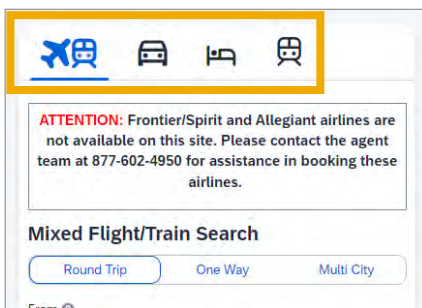 ATTENTION: Frontier/Spirit and Allegiant airlines are
not available on this site. Please contact the agent
team at 877-602-4950 for assistance in booking these
airlines.
Mixed Flight/Train Search
Round Trip One Way Multi City
From